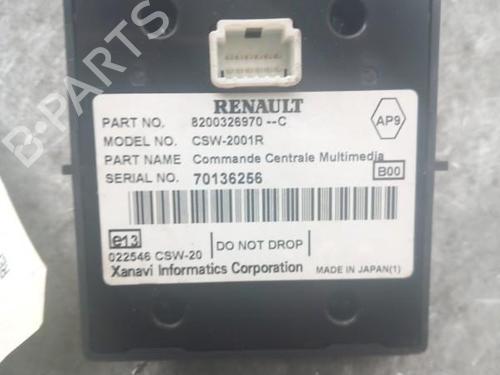 B-PARTS
RENAULT
PART NO. 8200326970--C
AP9
MODEL NO. CSW-2001R
PART NAME Commande Centrale Multimedia
SERIAL NO. 70136256
B00
e13
DO NOT DROP
022546 CSW-20
Xanavi Informatics Corporation
MADE IN JAPAN(1)